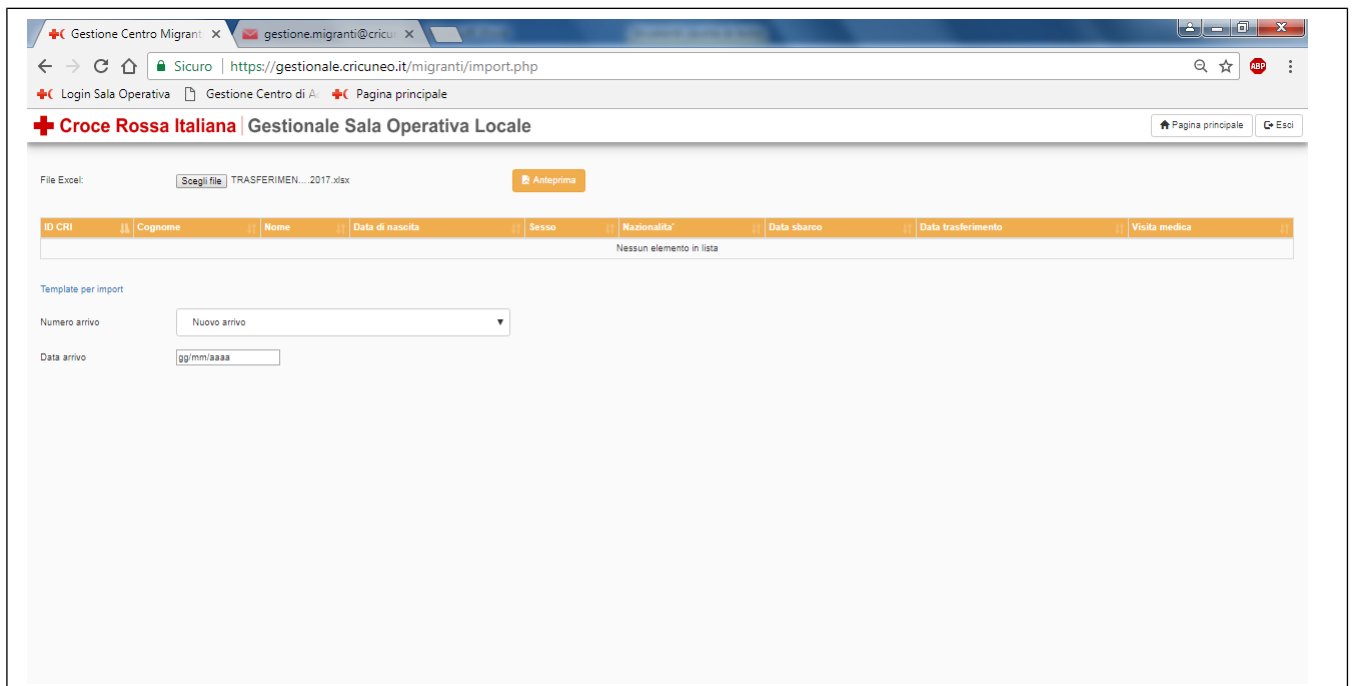 Gestione Centro Migrant
gestione.migranti@cricu
Sicuro | https://gestionale.cricuneo.it/migranti/import.php
ABP
Login Sala Operativa Gestione Centro di A Pagina principale
Croce Rossa Italiana Gestionale Sala Operativa Locale
Pagina principale Esci
File Excel: Scegli file TRASFERIMEN....2017.xlsx Anteprima
ID CRI Cognome Nome Data di nascita Sesso Nazionalita' Data sbarco Data trasferimento Visita medica
Nessun elemento in lista
Template per import
Numero arrivo Nuovo arrivo
Data arrivo gg/mm/aaaa